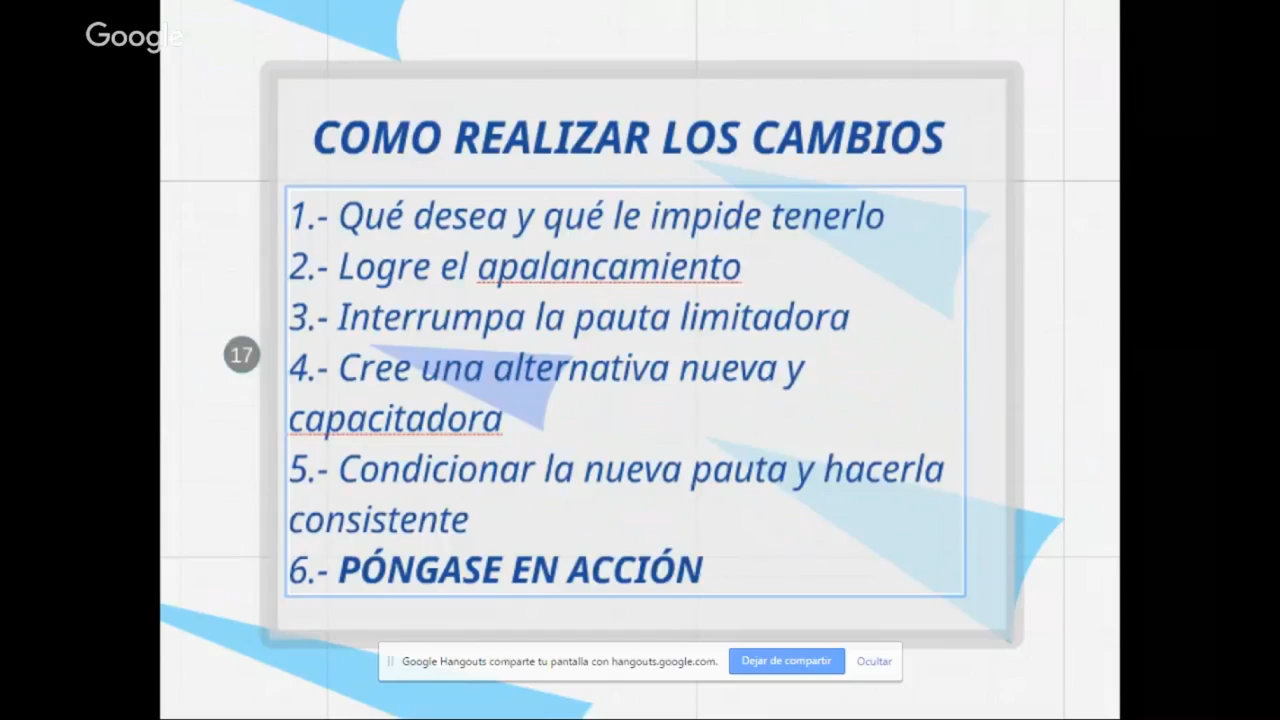 Google
COMO REALIZAR LOS CAMBIOS
1.- Qué desea y qué le impide tenerlo
2.- Logre el apalancamiento
3.- Interrumpa la pauta limitadora
17
4.- Cree una alternativa nueva y
capacitadora
5.- Condicionar la nueva pauta y hacerla
consistente
6.- PÓNGASE EN ACCIÓN
Google Hangouts comparte tu pantalla con hangouts.google.com.
Dejar de compartir
Ocultar